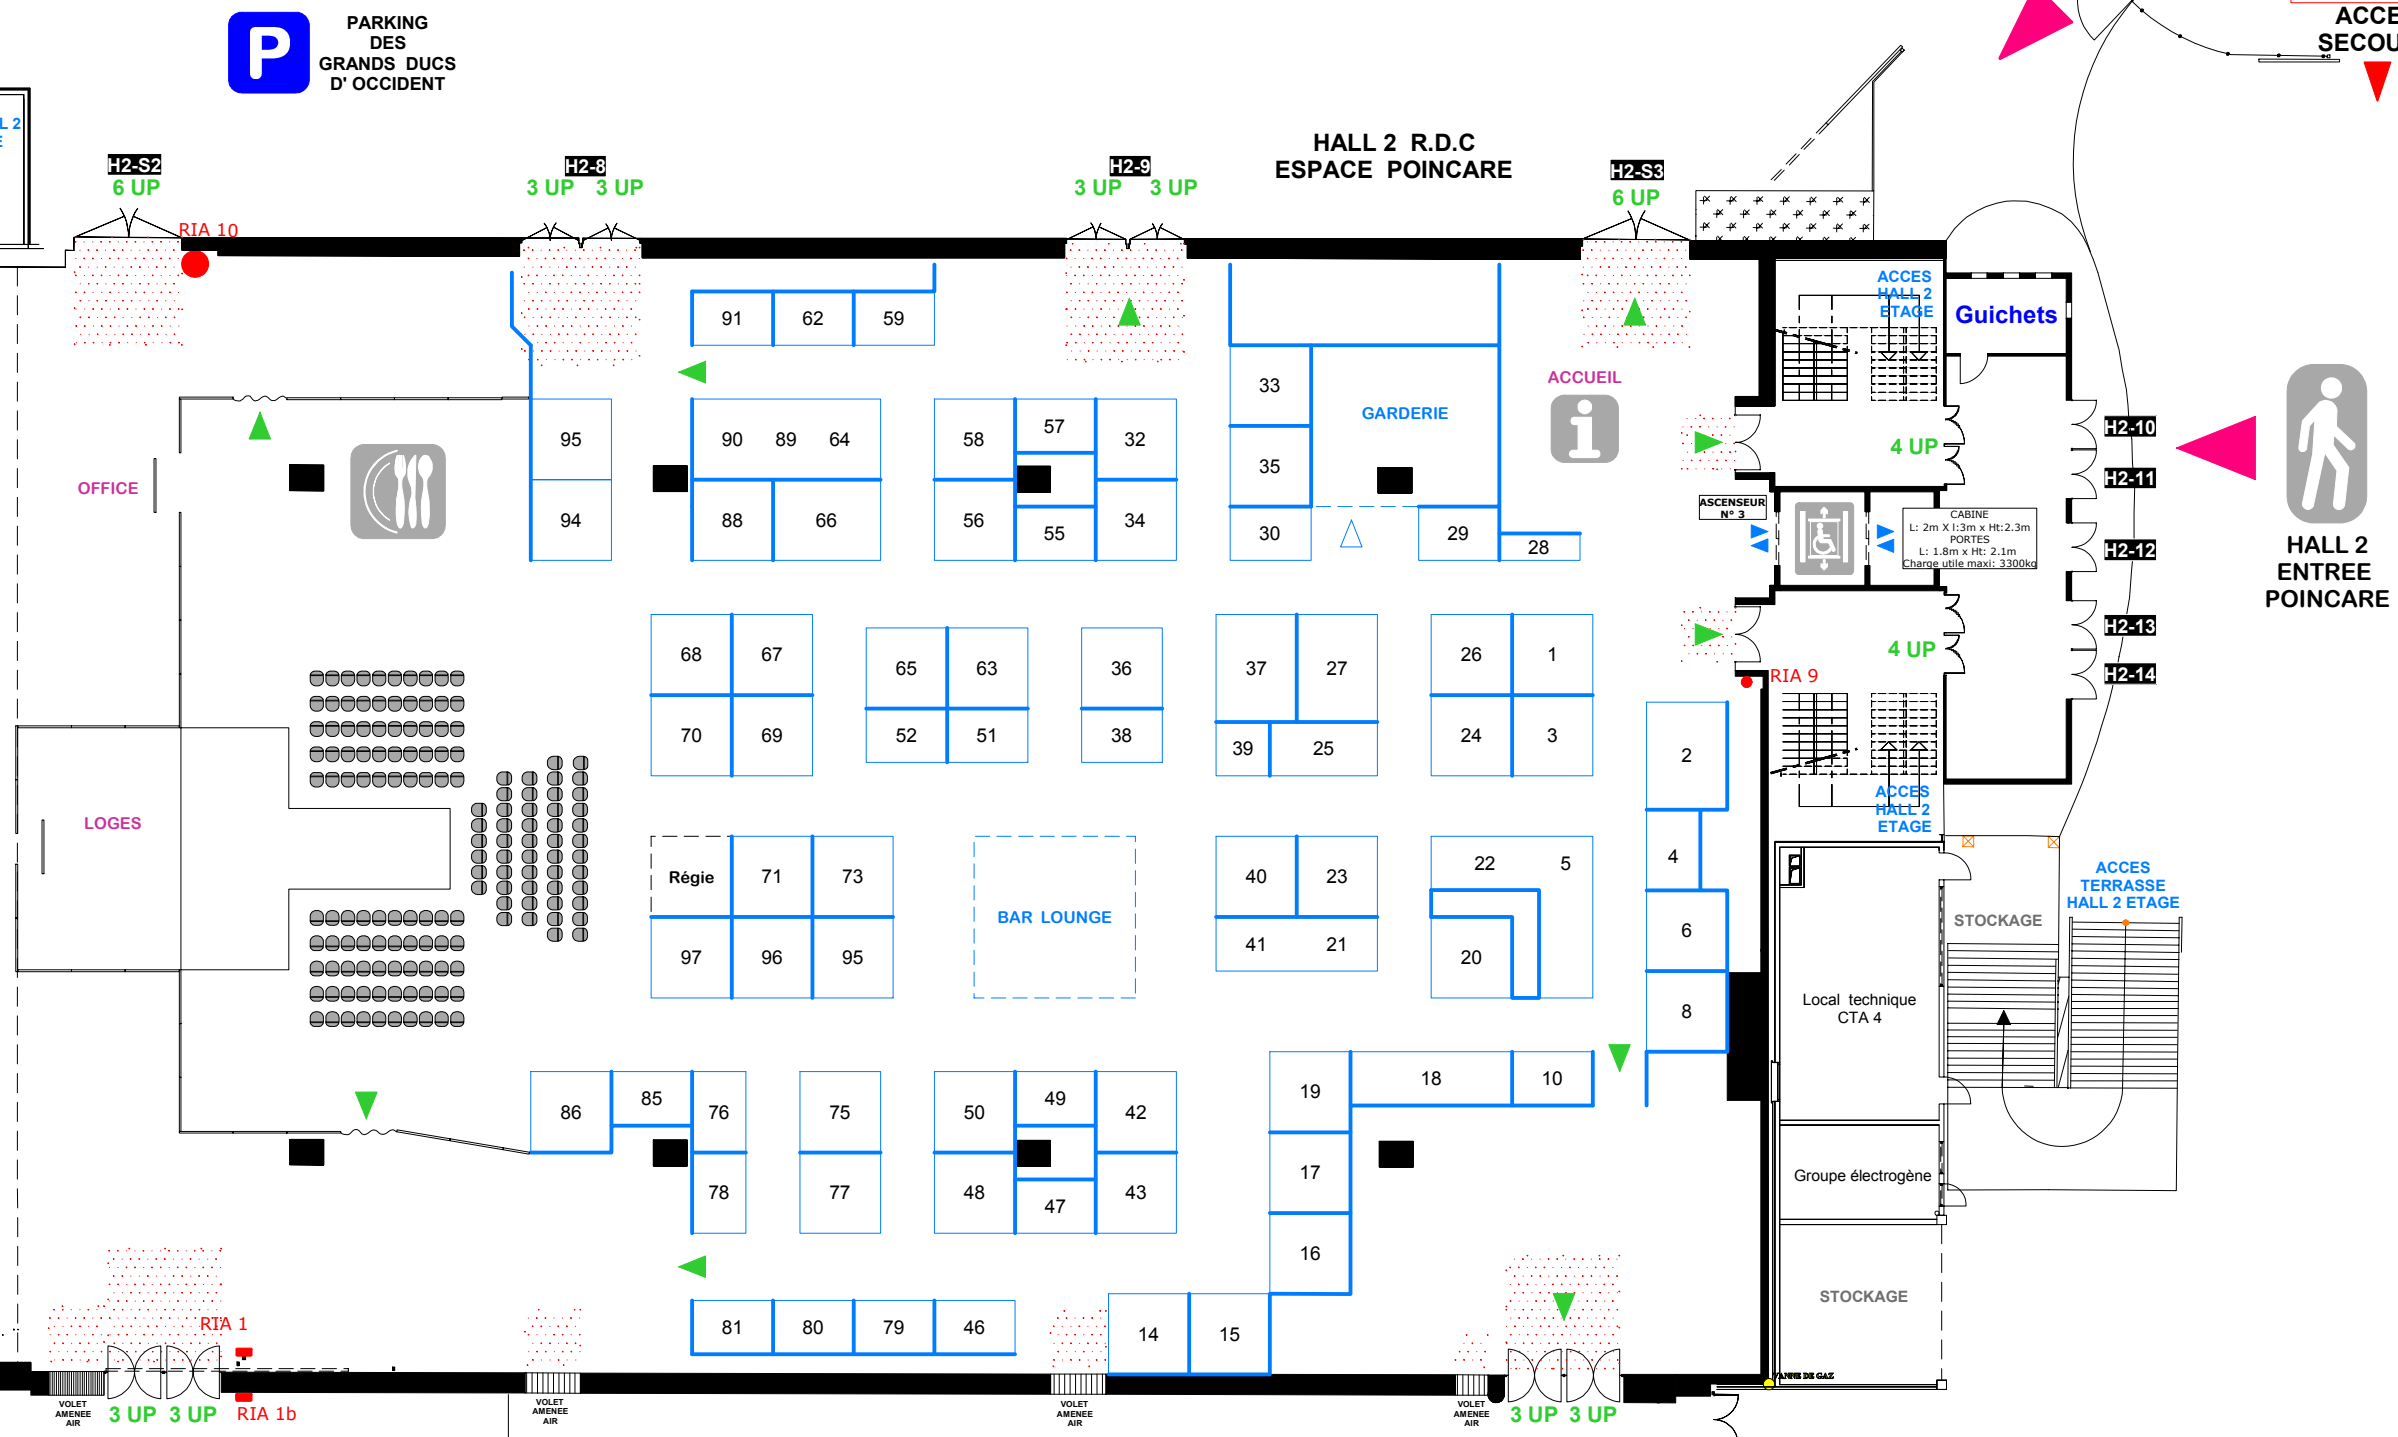 PARKING
DES
GRANDS DUCS
D' OCCIDENT
P
ACCE
SECOU
L 2
E
HALL 2 R.D.C
ESPACE POINCARE
H2-S2
6 UP
H2-8
3 UP 3 UP
H2-9
3 UP 3 UP
H2-S3
6 UP
RIA 10
ACCES
HALL 2
ETAGE
Guichets
91 62 59
ACCUEIL
33
GARDERIE
95
90 89 64
58
57
32
35
4 UP
H2-10
H2-11
OFFICE
94
88
66
56
55
34
30
29
28
ASCENSEUR
N° 3
CABINE
L: 2m X l:3m x Ht:2.3m
PORTES
L: 1.8m x Ht: 2.1m
Charge utile maxi: 3300kg
H2-12
HALL 2
ENTREE
POINCARE
H2-13
H2-14
68 67
65 63
36
37 27
26 1
4 UP
RIA 9
70 69
52 51
38
39 25
24 3
2
ACCES
HALL 2
ETAGE
LOGES
Régie
71 73
BAR LOUNGE
40 23
22 5
4
ACCES
TERRASSE
HALL 2 ETAGE
STOCKAGE
97 96 95
41 21
20
6
8
Local technique
CTA 4
86
85
76
75
50
49
42
19
18
10
78
77
48
47
43
17
16
Groupe électrogène
STOCKAGE
RIA 1
81 80 79 46
14 15
VANNE DE GAZ
VOLET
AMENEE
AIR
3 UP 3 UP
RIA 1b
VOLET
AMENEE
AIR
VOLET
AMENEE
AIR
VOLET
AMENEE
AIR
3 UP 3 UP